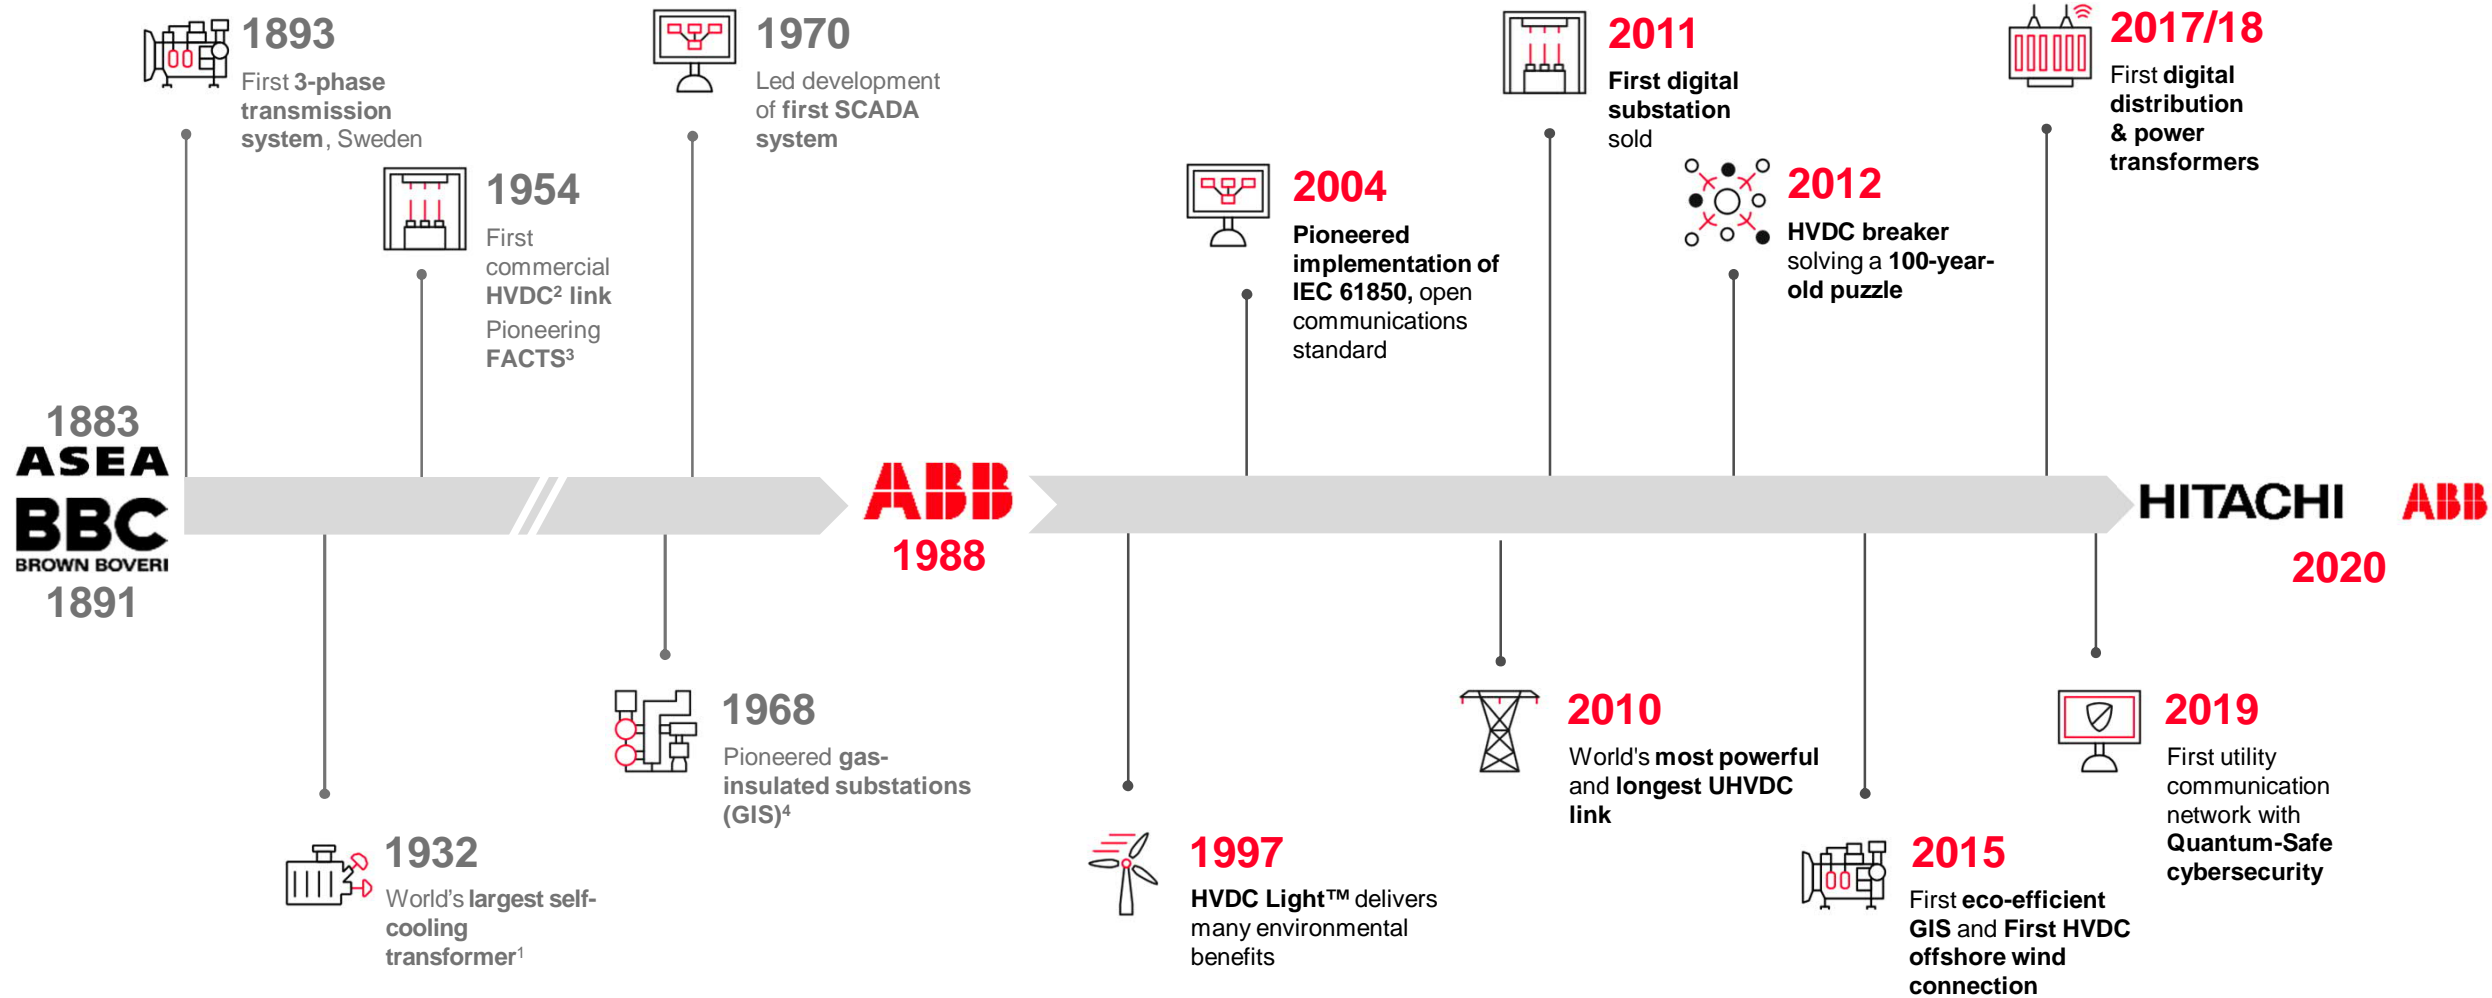 1893
First 3-phase
transmission
system, Sweden
1970
Led development
of first SCADA
system
2011
First digital
substation
sold
2017/18
First digital
distribution
& power
transformers
1954
First
commercial
HVDC² link
Pioneering
FACTS³
2004
Pioneered
implementation of
IEC 61850, open
communications
standard
2012
HVDC breaker
solving a 100-year-
old puzzle
1883
ASEA
BBC
BROWN BOVERI
1891
ABB
1988
HITACHI ABB
2020
1968
Pioneered gas-
insulated substations
(GIS)⁴
2010
World's most powerful
and longest UHVDC
link
2019
First utility
communication
network with
Quantum-Safe
cybersecurity
1932
World’s largest self-
cooling
transformer¹
1997
HVDC Light™ delivers
many environmental
benefits
2015
First eco-efficient
GIS and First HVDC
offshore wind
connection